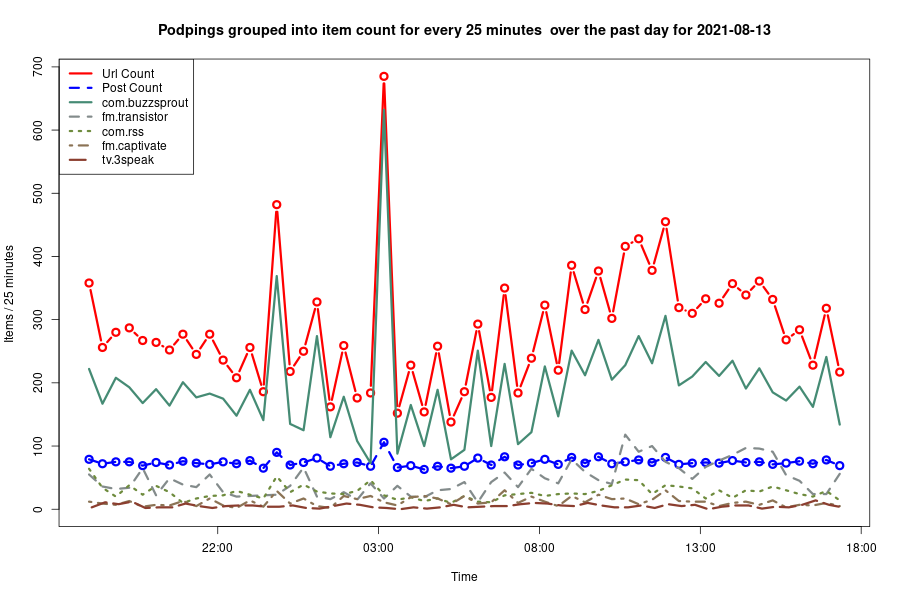 Podpings grouped into item count for every 25 minutes  over the past day for 2021-08-13
Url Count
Post Count
com.buzzsprout
fm.transistor
com.rss
fm.captivate
tv.3speak
Items / 25 minutes
700
600
500
400
300
200
100
0
22:00 03:00 08:00 13:00 18:00
Time